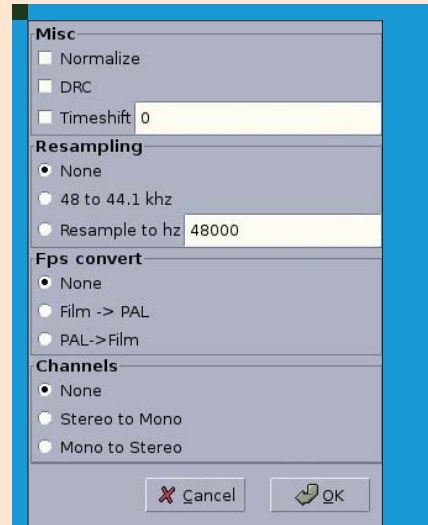 Misc
Normalize
DRC
Timeshift 0
Resampling
None
48 to 44.1 khz
Resample to hz 48000
Fps convert
None
Film -> PAL
PAL->Film
Channels
None
Stereo to Mono
Mono to Stereo
Cancel OK